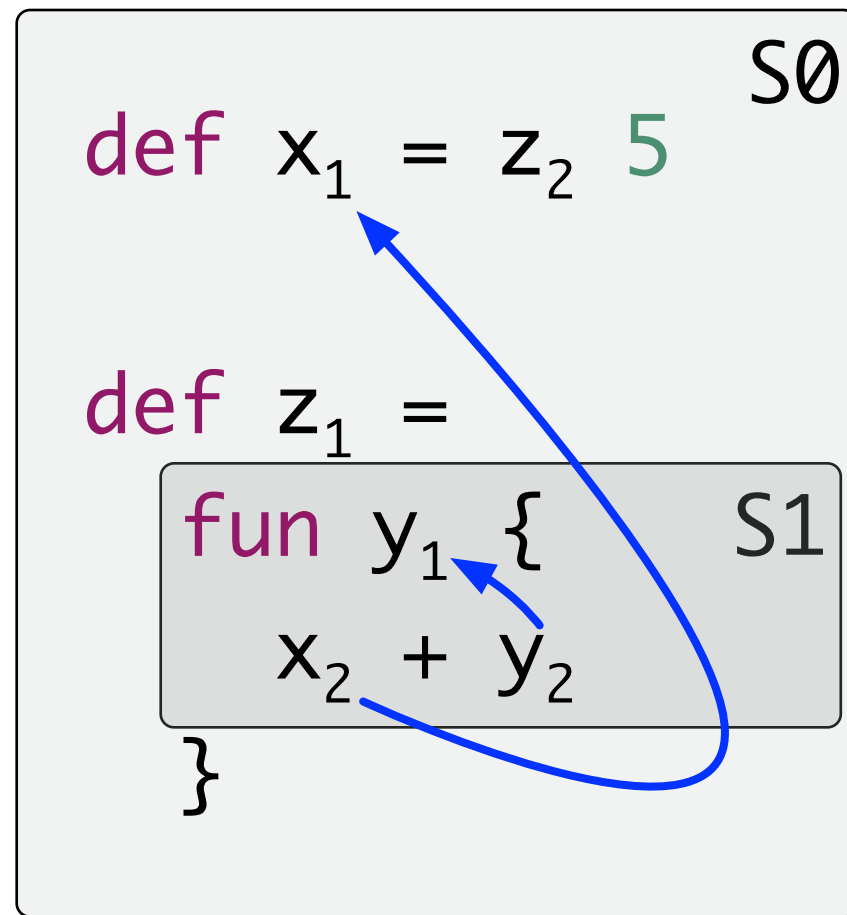 S0
def x₁ = z₂ 5
def z₁ =
fun y₁ { S1
x₂ + y₂
}